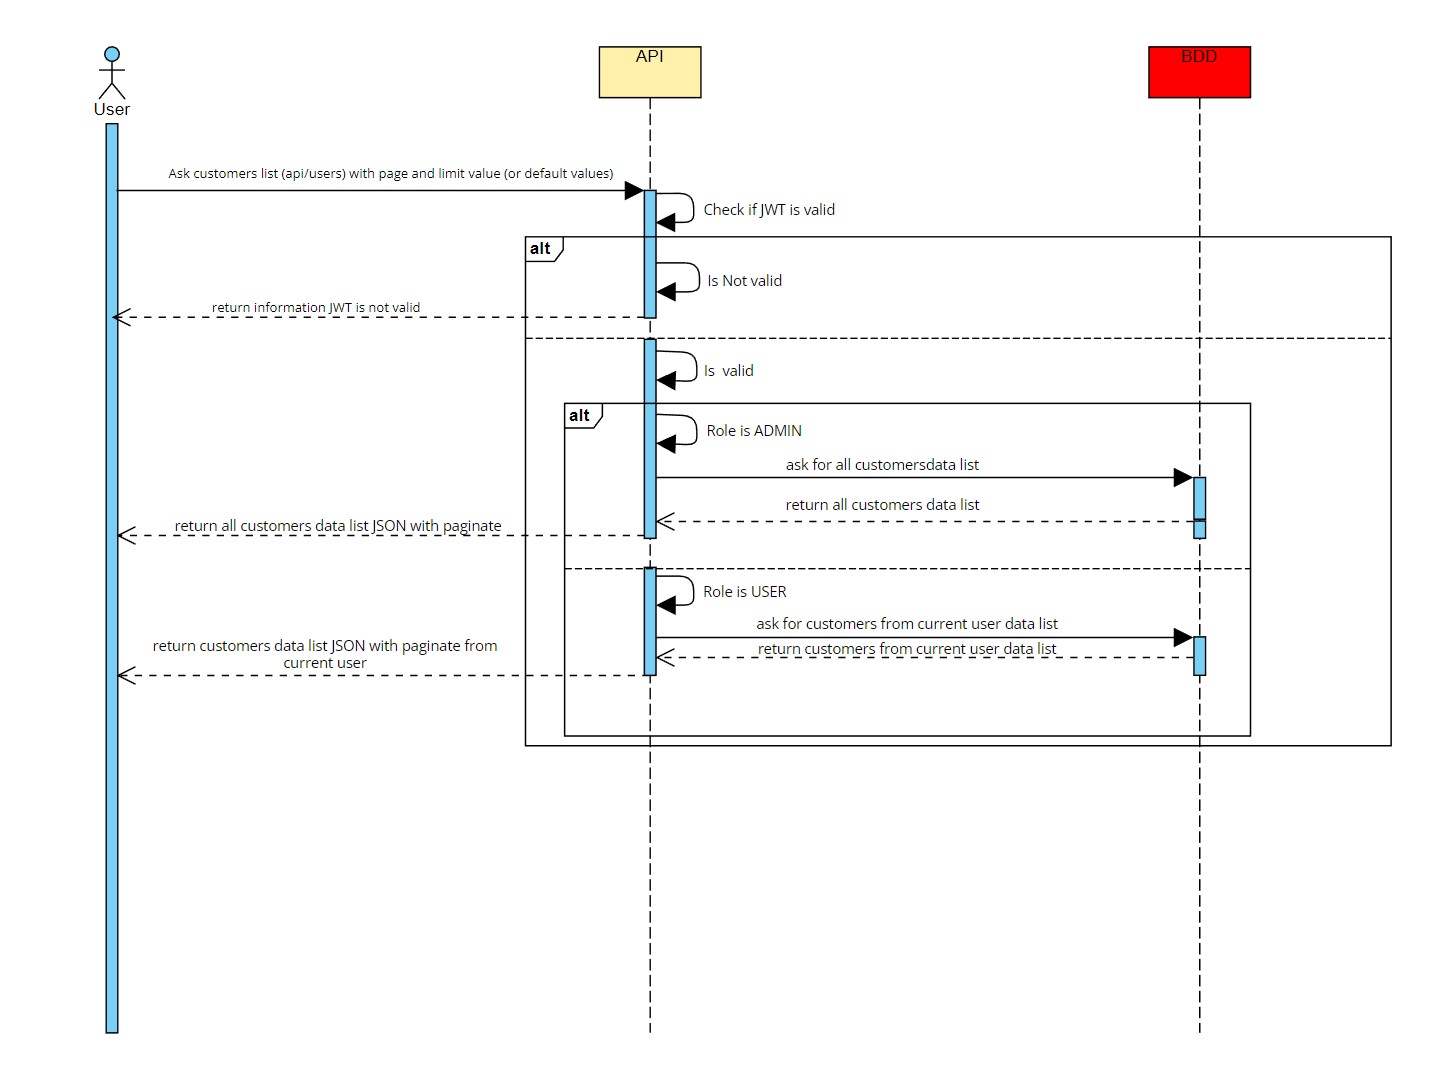 API
BDD
User
Ask customers list (api/users) with page and limit value (or default values)
Check if JWT is valid
alt
Is Not valid
return information JWT is not valid
Is  valid
alt
Role is ADMIN
ask for all customersdata list
return all customers data list
return all customers data list JSON with paginate
Role is USER
ask for customers from current user data list
return customers from current user data list
return customers data list JSON with paginate from
current user